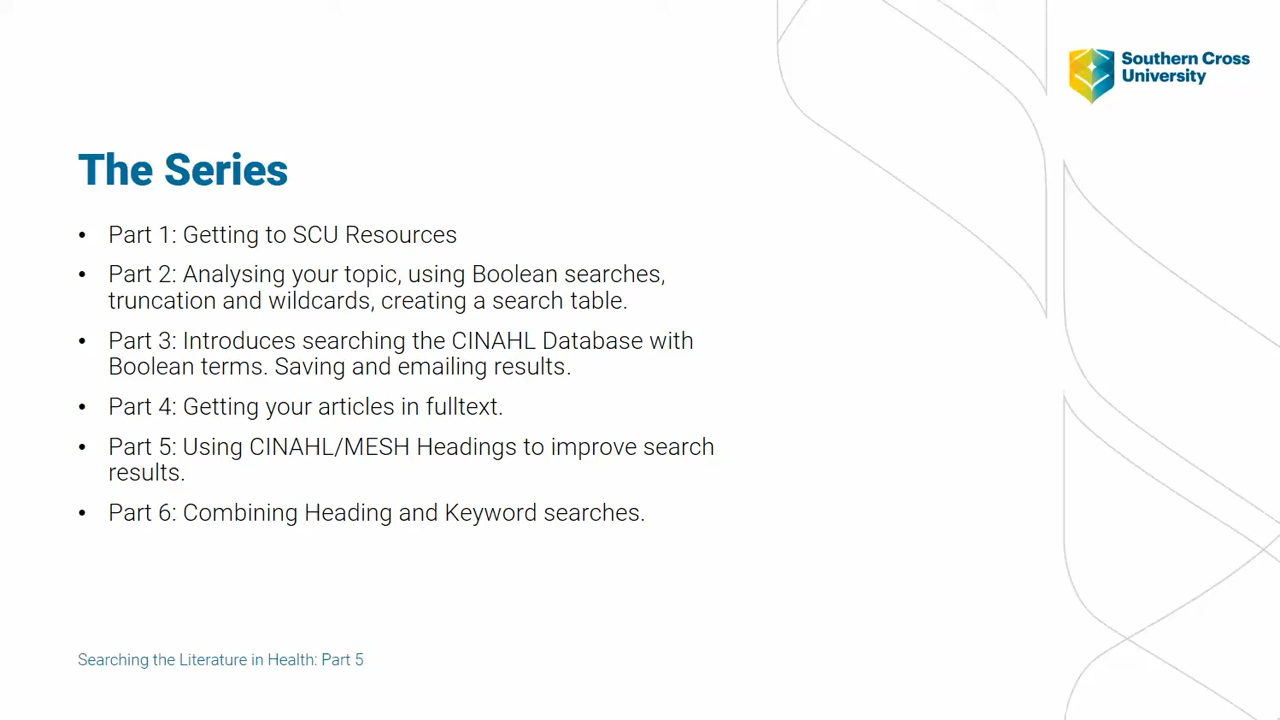 Southern Cross
University
The Series
• Part 1: Getting to SCU Resources
• Part 2: Analysing your topic, using Boolean searches,
truncation and wildcards, creating a search table.
• Part 3: Introduces searching the CINAHL Database with
Boolean terms. Saving and emailing results.
• Part 4: Getting your articles in fulltext.
• Part 5: Using CINAHL/MESH Headings to improve search
results.
• Part 6: Combining Heading and Keyword searches.
Searching the Literature in Health: Part 5